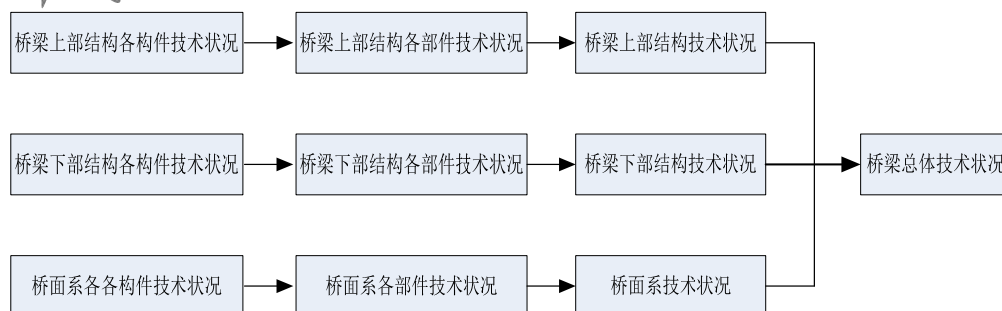 桥梁上部结构各构件技术状况
桥梁上部结构各部件技术状况
桥梁上部结构技术状况
桥梁下部结构各构件技术状况
桥梁下部结构各部件技术状况
桥梁下部结构技术状况
桥梁总体技术状况
桥面系各各构件技术状况
桥面系各部件技术状况
桥面系技术状况